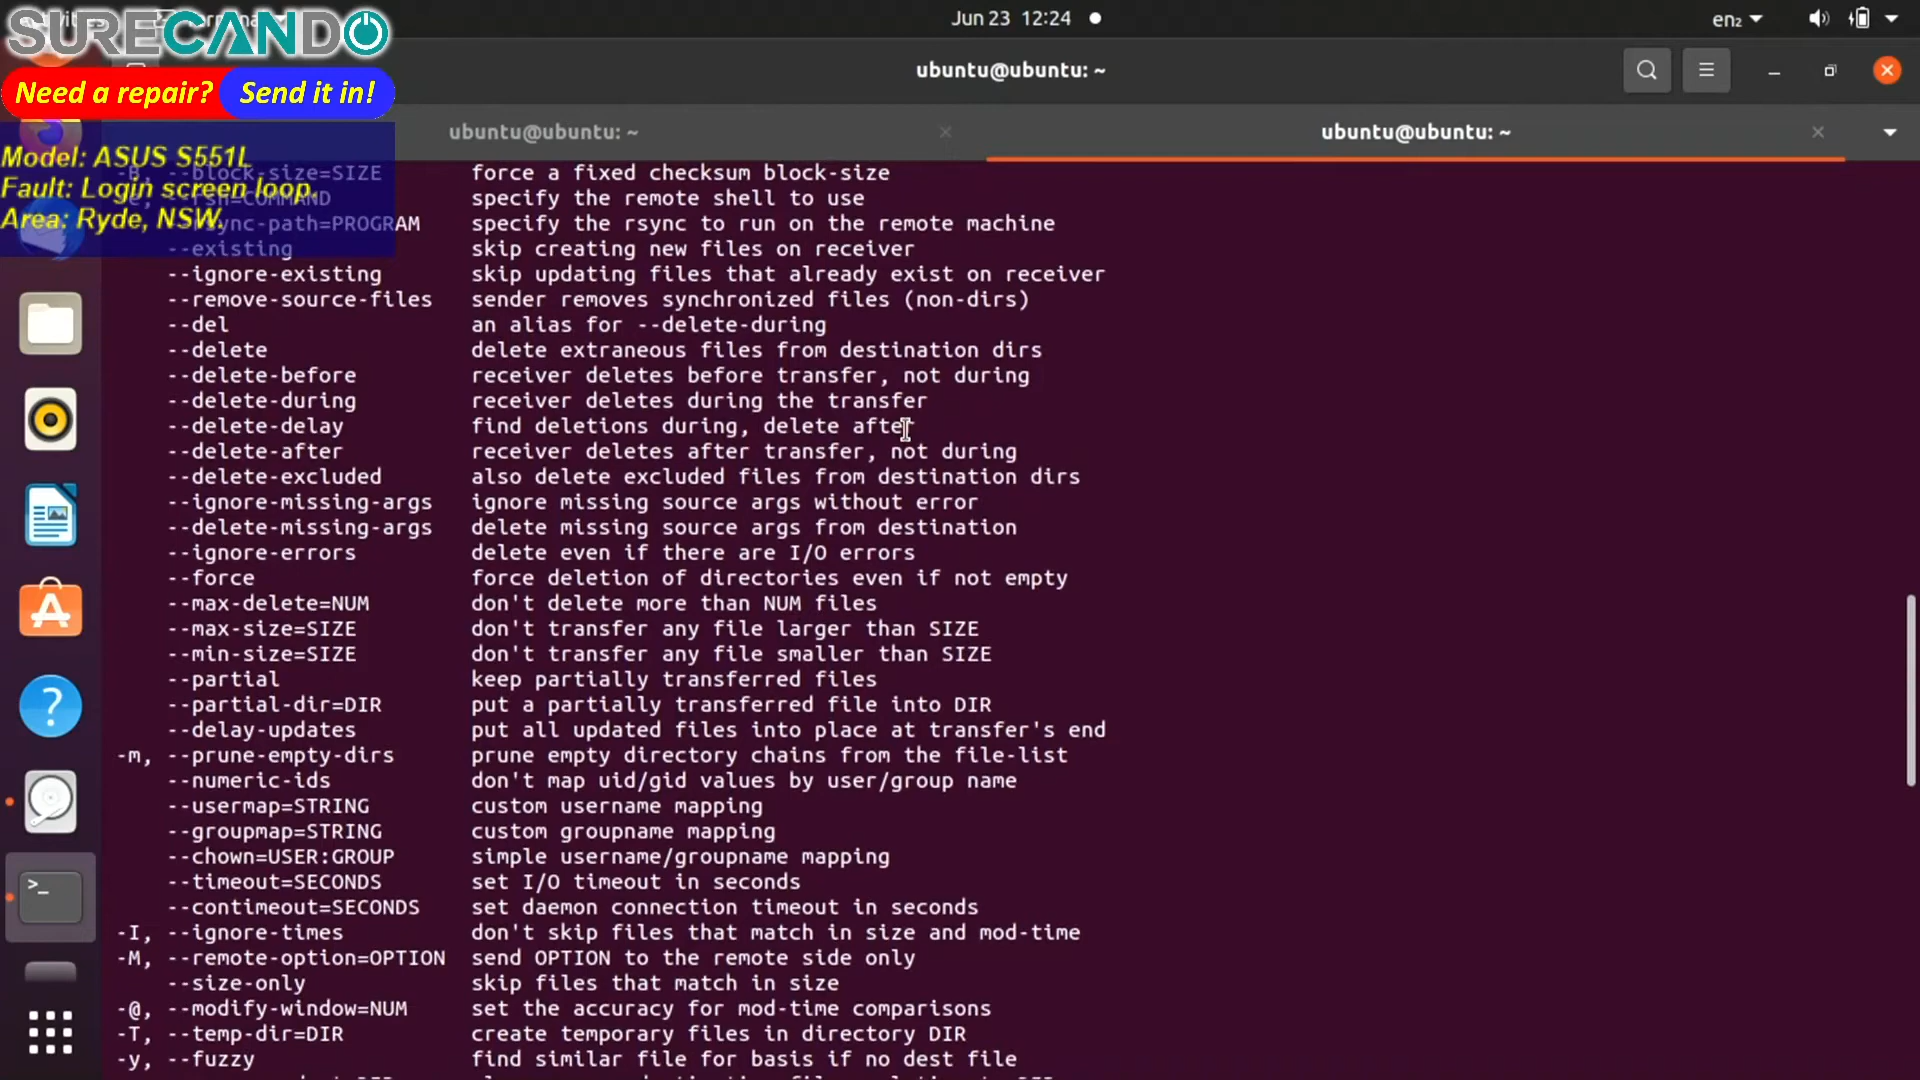 SURECANDO
Jun 23 12:24
en₂
Need a repair? Send it in!
ubuntu@ubuntu: ~
ubuntu@ubuntu: ~
ubuntu@ubuntu: ~
Model: ASUS S551L
Fault: Login screen loop.
Area: Ryde, NSW.
-B, --block-size=SIZE force a fixed checksum block-size
--rsh=COMMAND specify the remote shell to use
--rsync-path=PROGRAM specify the rsync to run on the remote machine
--existing skip creating new files on receiver
--ignore-existing skip updating files that already exist on receiver
--remove-source-files sender removes synchronized files (non-dirs)
--del an alias for --delete-during
--delete delete extraneous files from destination dirs
--delete-before receiver deletes before transfer, not during
--delete-during receiver deletes during the transfer
--delete-delay find deletions during, delete after
--delete-after receiver deletes after transfer, not during
--delete-excluded also delete excluded files from destination dirs
--ignore-missing-args ignore missing source args without error
--delete-missing-args delete missing source args from destination
--ignore-errors delete even if there are I/O errors
--force force deletion of directories even if not empty
--max-delete=NUM don't delete more than NUM files
--max-size=SIZE don't transfer any file larger than SIZE
--min-size=SIZE don't transfer any file smaller than SIZE
--partial keep partially transferred files
--partial-dir=DIR put a partially transferred file into DIR
--delay-updates put all updated files into place at transfer's end
-m, --prune-empty-dirs prune empty directory chains from the file-list
--numeric-ids don't map uid/gid values by user/group name
--usermap=STRING custom username mapping
--groupmap=STRING custom groupname mapping
--chown=USER:GROUP simple username/groupname mapping
--timeout=SECONDS set I/O timeout in seconds
--contimeout=SECONDS set daemon connection timeout in seconds
-I, --ignore-times don't skip files that match in size and mod-time
-M, --remote-option=OPTION send OPTION to the remote side only
--size-only skip files that match in size
-@, --modify-window=NUM set the accuracy for mod-time comparisons
-T, --temp-dir=DIR create temporary files in directory DIR
-y, --fuzzy find similar file for basis if no dest file